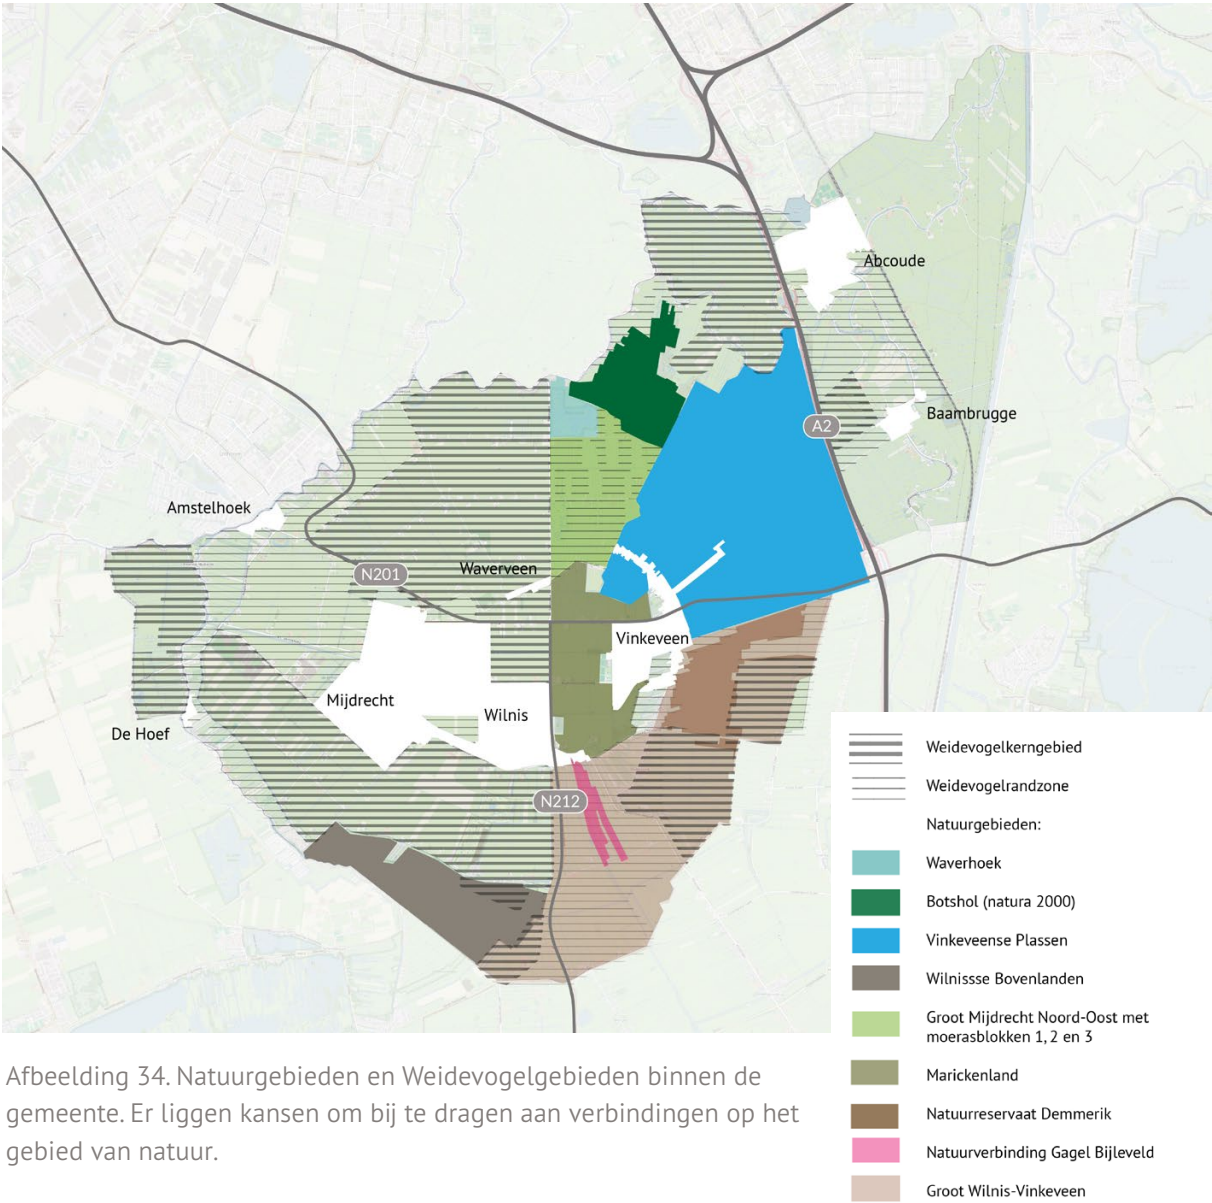 Abcoude
Baambrugge
A2
Amstelhoek
N201
Waverveen
Vinkeveen
Mijdrecht
Wilnis
De Hoef
N212
Weidevogelkerngebied
Weidevogelrandzone
Natuurgebieden:
Waverhoek
Botshol (natura 2000)
Vinkeveense Plassen
Wilnissse Bovenlanden
Groot Mijdrecht Noord-Oost met
moerasblokken 1, 2 en 3
Marickenland
Natuurreservaat Demmerik
Natuurverbinding Gagel Bijleveld
Groot Wilnis-Vinkeveen
Afbeelding 34. Natuurgebieden en Weidevogelgebieden binnen de
gemeente. Er liggen kansen om bij te dragen aan verbindingen op het
gebied van natuur.